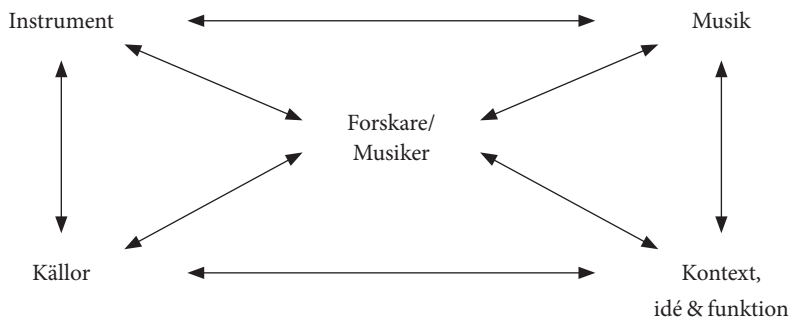 Instrument
Musik
Forskare/
Musiker
Källor
Kontext,
idé & funktion